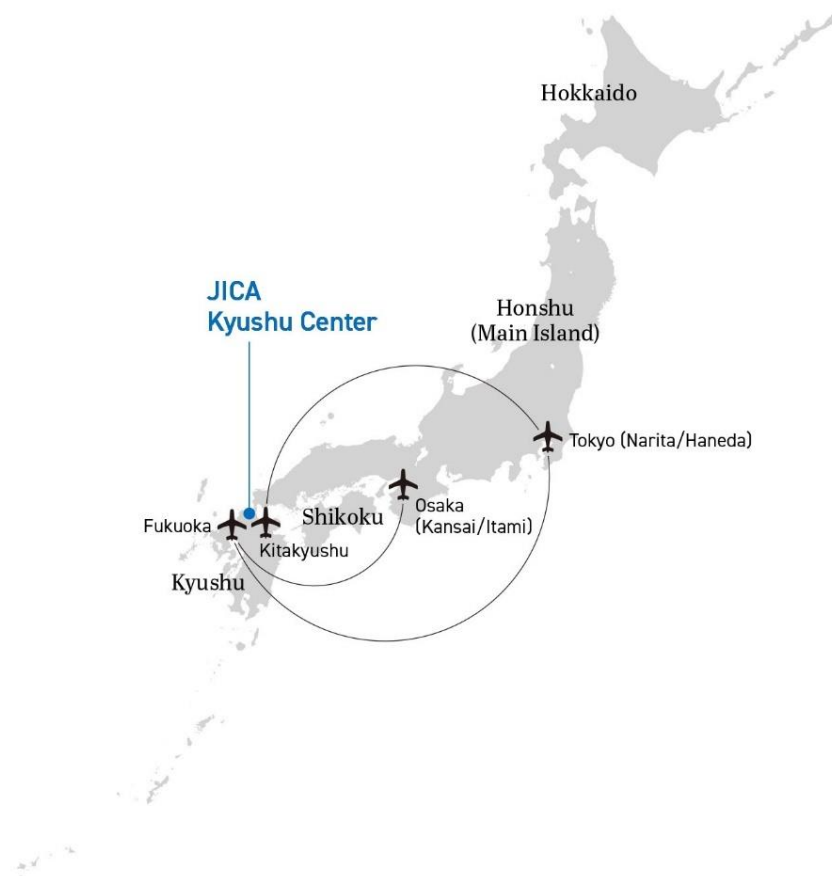 Hokkaido
JICA
Kyushu Center
Honshu
(Main Island)
Tokyo (Narita/Haneda)
Osaka
(Kansai/Itami)
Shikoku
Fukuoka
Kitakyushu
Kyushu